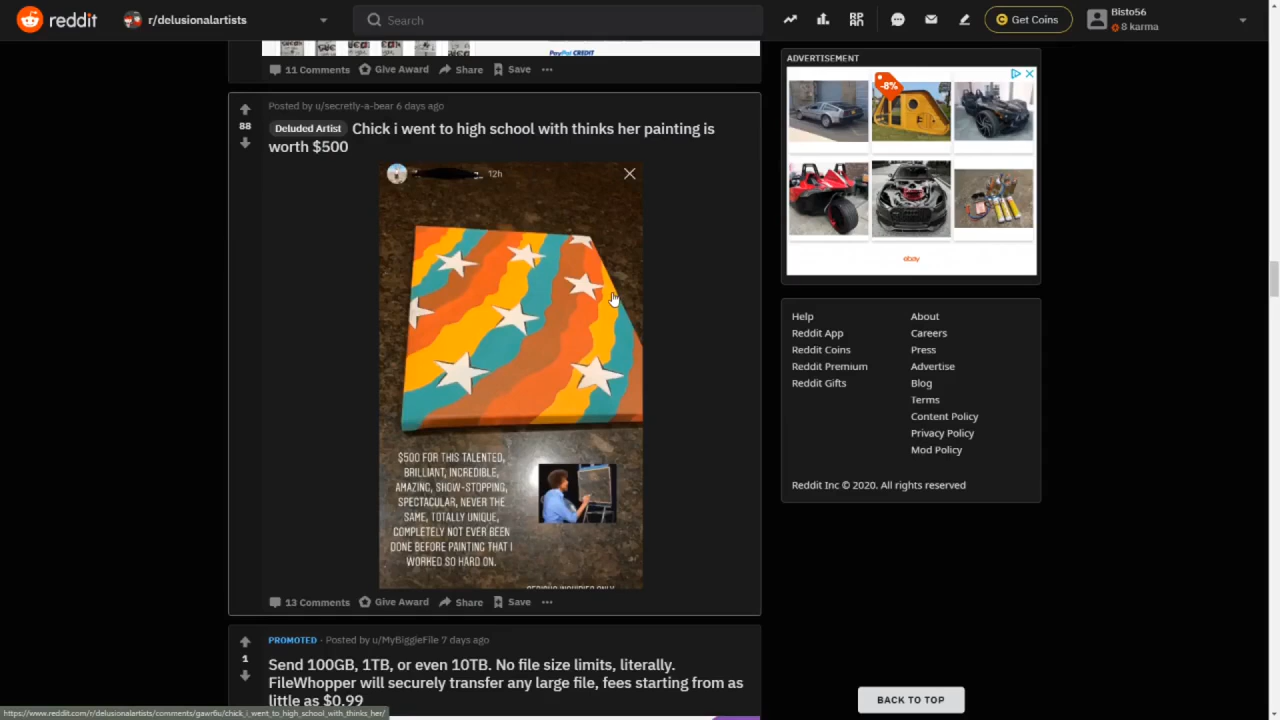 reddit
r/delusionalartists
Search
Get Coins
Bisto56
8 karma
PayPal CREDIT
11 Comments
Give Award
Share
Save
Posted by u/secretly-a-bear 6 days ago
88
Deluded Artist Chick i went to high school with thinks her painting is
worth $500
12h
$500 FOR THIS TALENTED,
BRILLIANT, INCREDIBLE,
AMAZING, SHOW-STOPPING,
SPECTACULAR, NEVER THE
SAME, TOTALLY UNIQUE,
COMPLETELY NOT EVER BEEN
DONE BEFORE PAINTING THAT I
WORKED SO HARD ON.
13 Comments
Give Award
Share
Save
PROMOTED · Posted by u/MyBiggieFile 7 days ago
1
Send 100GB, 1TB, or even 10TB. No file size limits, literally.
FileWhopper will securely transfer any large file, fees starting from as
little as $0.99
https://www.reddit.com/r/delusionalartists/comments/gawr6u/chick_i_went_to_high_school_with_thinks_her/
ADVERTISEMENT
-8%
ebay
Help
Reddit App
Reddit Coins
Reddit Premium
Reddit Gifts
About
Careers
Press
Advertise
Blog
Terms
Content Policy
Privacy Policy
Mod Policy
Reddit Inc © 2020. All rights reserved
BACK TO TOP